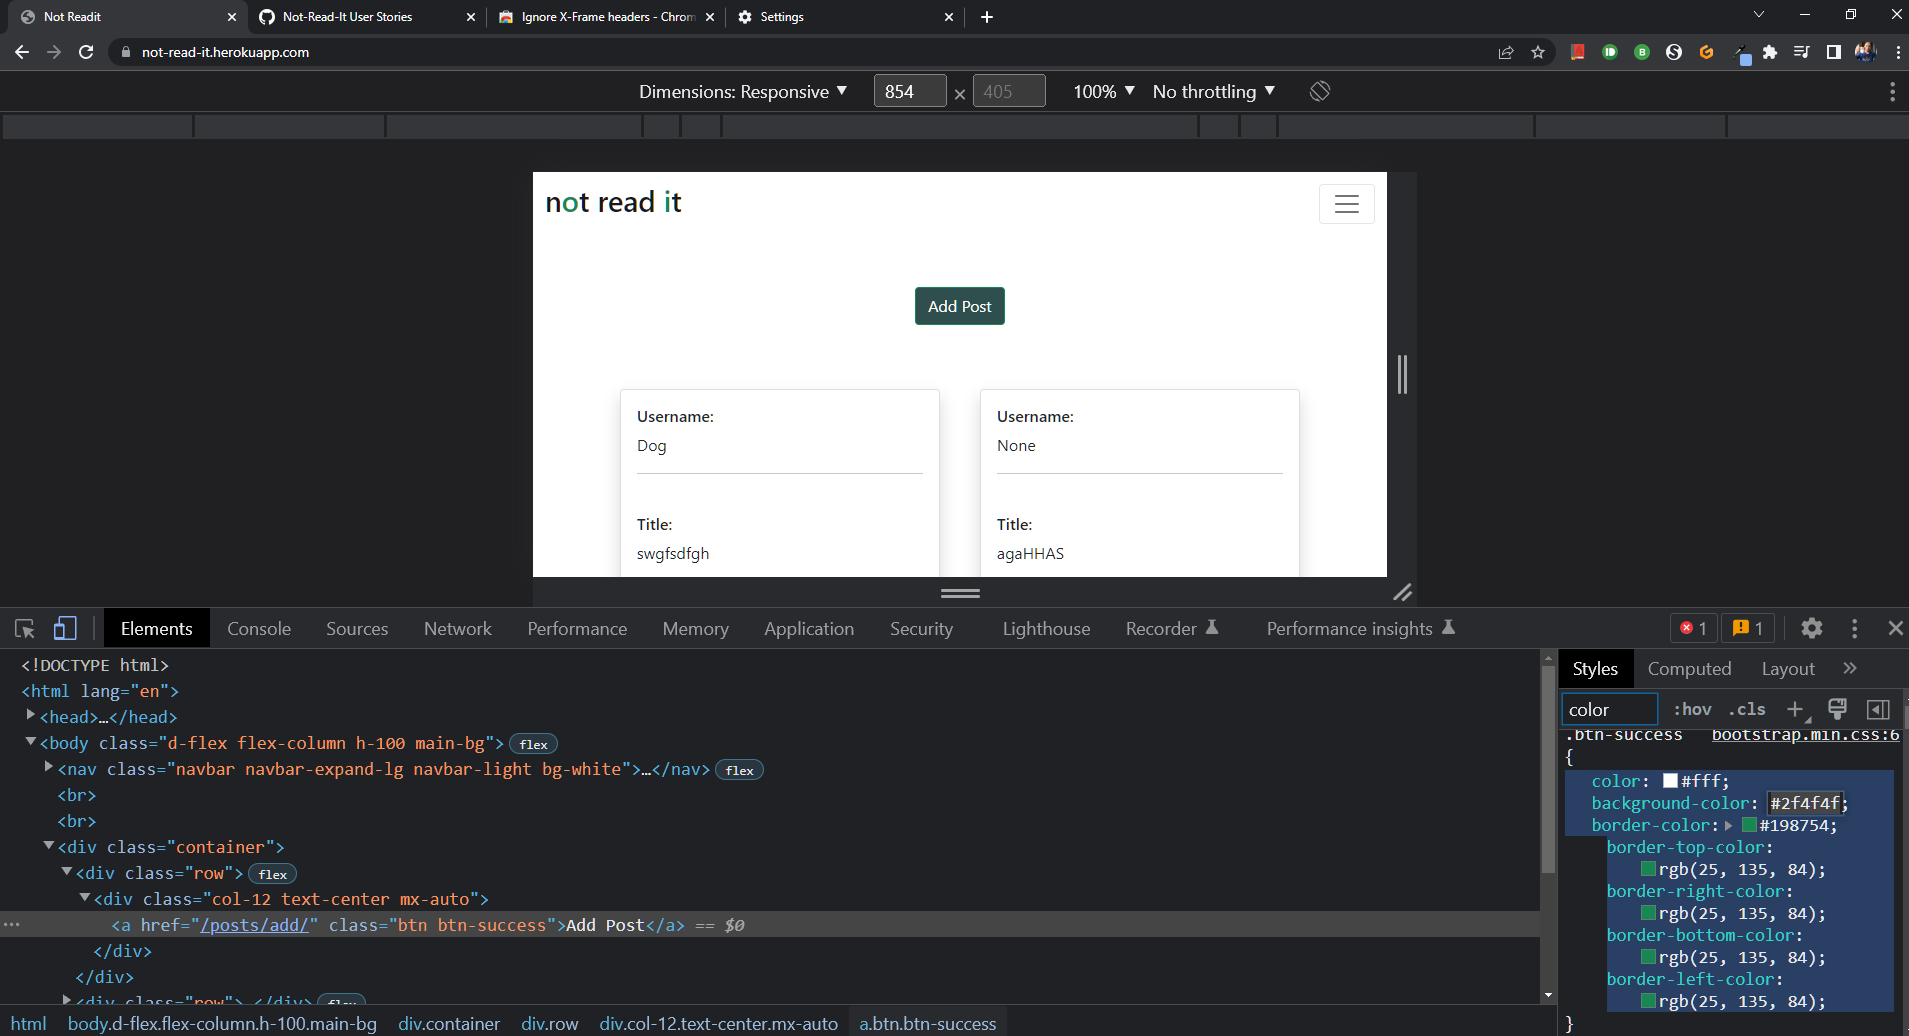 Not Readit
Not-Read-It User Stories
Ignore X-Frame headers - Chrom
Settings
not-read-it.herokuapp.com
Dimensions: Responsive ▼ 854 × 405 100% ▼ No throttling ▼
not read it
Add Post
Username:
Dog
Title:
swgfsdfgh
Username:
None
Title:
agaHHAS
Elements Console Sources Network Performance Memory Application Security Lighthouse Recorder Performance insights 1 1
<!DOCTYPE html>
<html lang="en">
<head>…</head>
<body class="d-flex flex-column h-100 main-bg"> flex
<nav class="navbar navbar-expand-lg navbar-light bg-white">…</nav> flex
<br>
<br>
<div class="container">
<div class="row"> flex
<div class="col-12 text-center mx-auto">
<a href="/posts/add/" class="btn btn-success">Add Post</a> == $0
</div>
</div>
<div class="row"> </div> flex
html body.d-flex.flex-column.h-100.main-bg div.container div.row div.col-12.text-center.mx-auto a.btn.btn-success
Styles Computed Layout »
color :hov .cls +
.btn-success bootstrap.min.css:6
{
color: #fff;
background-color: #2f4f4f;
border-color: #198754;
border-top-color:
rgb(25, 135, 84);
border-right-color:
rgb(25, 135, 84);
border-bottom-color:
rgb(25, 135, 84);
border-left-color:
rgb(25, 135, 84);
}